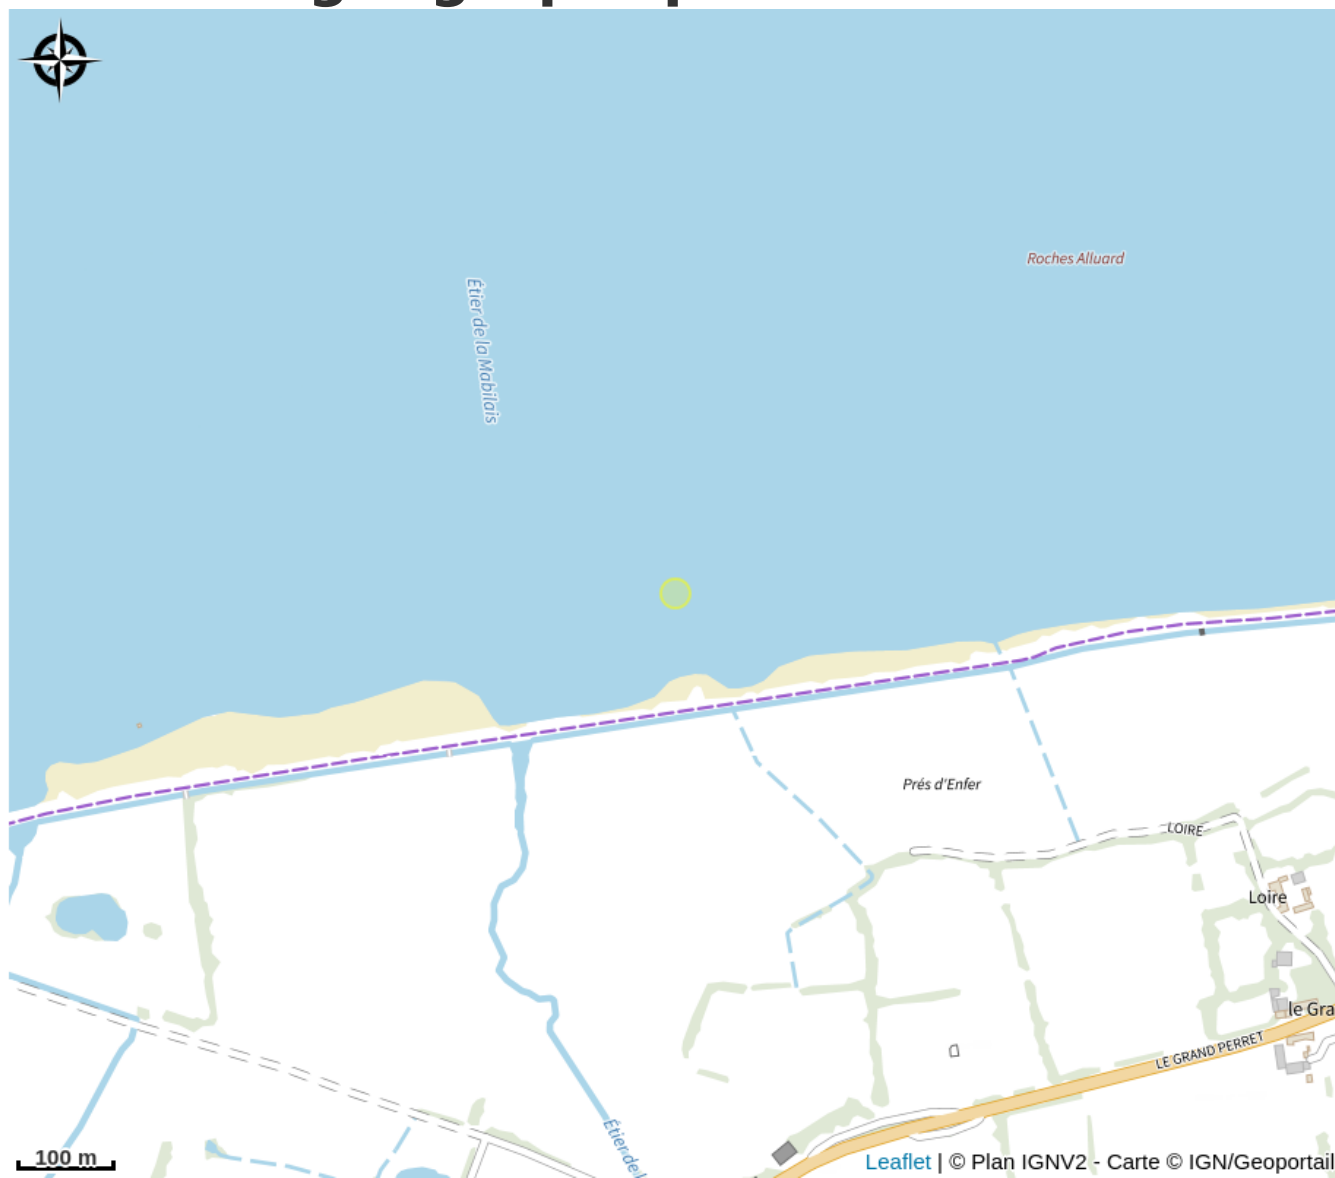 Roches Alluard
Étier de la Mabilais
Prés d'Enfer
LOIRE
Loire
le Gra
LE GRAND PERRET
Étier de l
100 m
Leaflet | © Plan IGNV2 - Carte © IGN/Geoportail